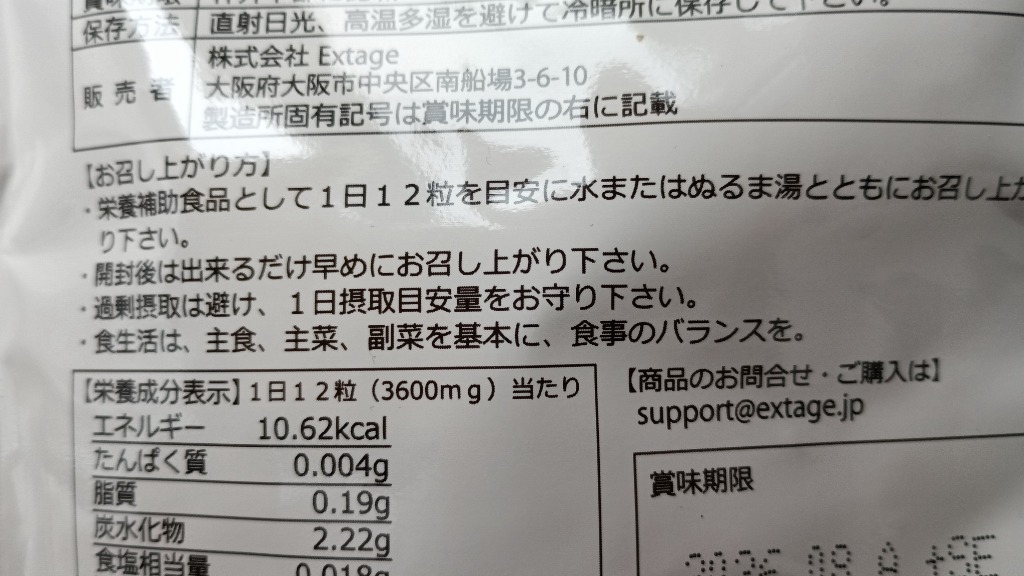 保存方法 直射日光、高温多湿を避けて冷暗所に保存して下さい。
販売者 株式会社 Extage
大阪府大阪市中央区南船場3-6-10
製造所固有記号は賞味期限の右に記載
【お召し上がり方】
・栄養補助食品として1日12粒を目安に水またはぬるま湯とともにお召し上が
り下さい。
・開封後は出来るだけ早めにお召し上がり下さい。
・過剰摂取は避け、1日摂取目安量をお守り下さい。
・食生活は、主食、主菜、副菜を基本に、食事のバランスを。
【栄養成分表示】1日12粒（3600mg）当たり
エネルギー 10.62kcal
たんぱく質 0.004g
脂質 0.19g
炭水化物 2.22g
食塩相当量 0.018g
【商品のお問合せ・ご購入は】
support@extage.jp
賞味期限